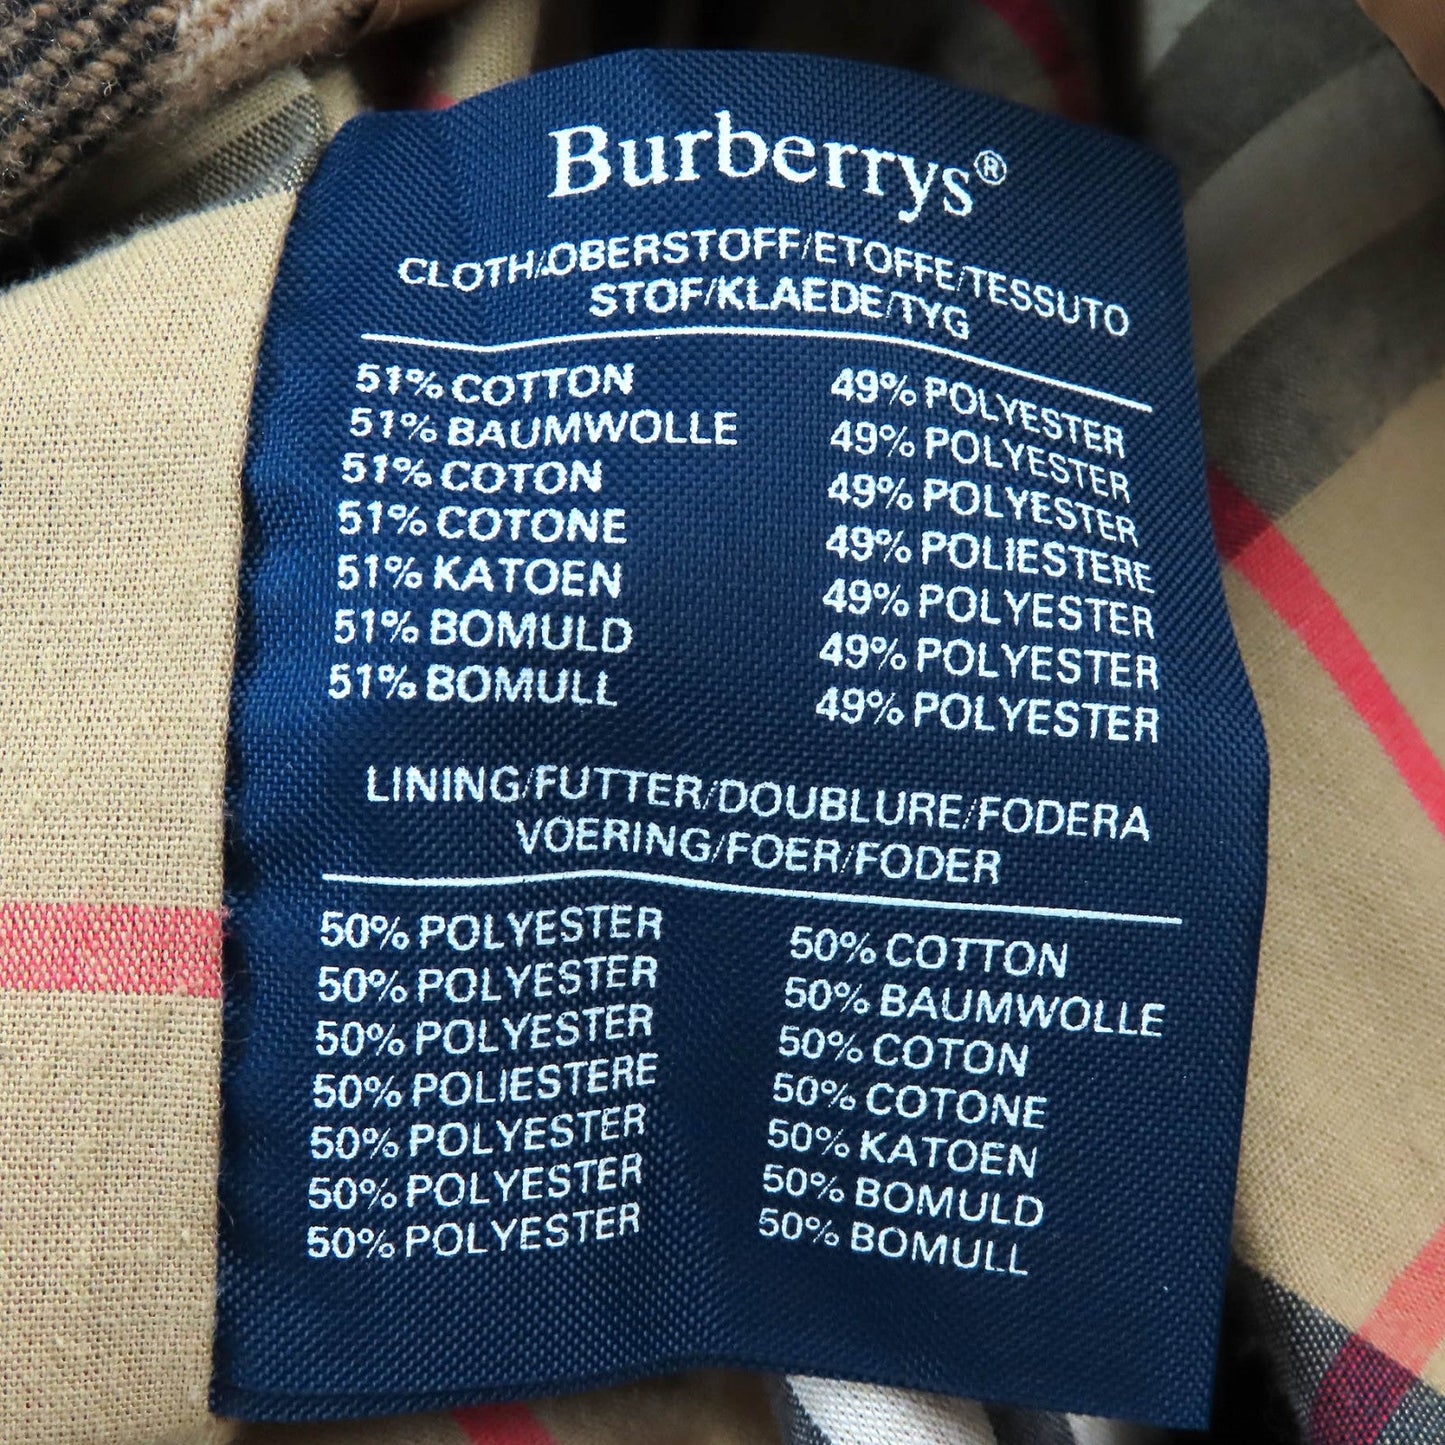 Burberrys®
CLOTH/OBERSTOFF/ETOFFE/TESSUTO
STOF/KLAEDE/TYG
51% COTTON 49% POLYESTER
51% BAUMWOLLE 49% POLYESTER
51% COTON 49% POLYESTER
51% COTONE 49% POLIESTERE
51% KATOEN 49% POLYESTER
51% BOMULD 49% POLYESTER
51% BOMULL 49% POLYESTER
LINING/FUTTER/DOUBLURE/FODERA
VOERING/FOER/FODER
50% POLYESTER 50% COTTON
50% POLYESTER 50% BAUMWOLLE
50% POLYESTER 50% COTON
50% POLIESTERE 50% COTONE
50% POLYESTER 50% KATOEN
50% POLYESTER 50% BOMULD
50% POLYESTER 50% BOMULL